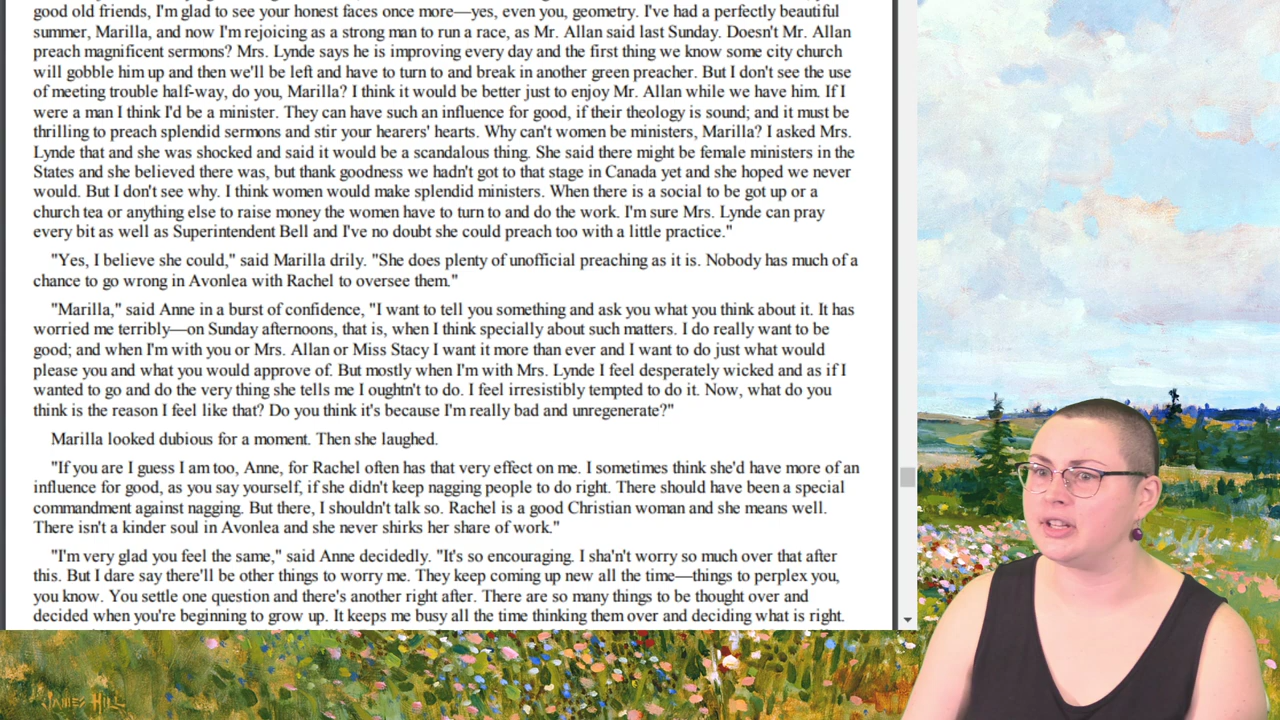 good old friends, I'm glad to see your honest faces once more—yes, even you, geometry. I've had a perfectly beautiful
summer, Marilla, and now I'm rejoicing as a strong man to run a race, as Mr. Allan said last Sunday. Doesn't Mr. Allan
preach magnificent sermons? Mrs. Lynde says he is improving every day and the first thing we know some city church
will gobble him up and then we'll be left and have to turn to and break in another green preacher. But I don't see the use
of meeting trouble half-way, do you, Marilla? I think it would be better just to enjoy Mr. Allan while we have him. If I
were a man I think I'd be a minister. They can have such an influence for good, if their theology is sound; and it must be
thrilling to preach splendid sermons and stir your hearers' hearts. Why can't women be ministers, Marilla? I asked Mrs.
Lynde that and she was shocked and said it would be a scandalous thing. She said there might be female ministers in the
States and she believed there was, but thank goodness we hadn't got to that stage in Canada yet and she hoped we never
would. But I don't see why. I think women would make splendid ministers. When there is a social to be got up or a
church tea or anything else to raise money the women have to turn to and do the work. I'm sure Mrs. Lynde can pray
every bit as well as Superintendent Bell and I've no doubt she could preach too with a little practice."
"Yes, I believe she could," said Marilla drily. "She does plenty of unofficial preaching as it is. Nobody has much of a
chance to go wrong in Avonlea with Rachel to oversee them."
"Marilla," said Anne in a burst of confidence, "I want to tell you something and ask you what you think about it. It has
worried me terribly—on Sunday afternoons, that is, when I think specially about such matters. I do really want to be
good; and when I'm with you or Mrs. Allan or Miss Stacy I want it more than ever and I want to do just what would
please you and what you would approve of. But mostly when I'm with Mrs. Lynde I feel desperately wicked and as if I
wanted to go and do the very thing she tells me I oughtn't to do. I feel irresistibly tempted to do it. Now, what do you
think is the reason I feel like that? Do you think it's because I'm really bad and unregenerate?"
Marilla looked dubious for a moment. Then she laughed.
"If you are I guess I am too, Anne, for Rachel often has that very effect on me. I sometimes think she'd have more of an
influence for good, as you say yourself, if she didn't keep nagging people to do right. There should have been a special
commandment against nagging. But there, I shouldn't talk so. Rachel is a good Christian woman and she means well.
There isn't a kinder soul in Avonlea and she never shirks her share of work."
"I'm very glad you feel the same," said Anne decidedly. "It's so encouraging. I sha'n't worry so much over that after
this. But I dare say there'll be other things to worry me. They keep coming up new all the time—things to perplex you,
you know. You settle one question and there's another right after. There are so many things to be thought over and
decided when you're beginning to grow up. It keeps me busy all the time thinking them over and deciding what is right.
JAMES HILL